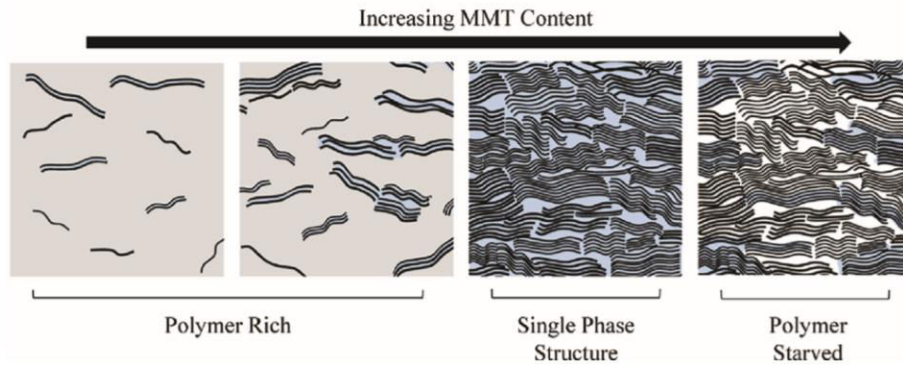 Increasing MMT Content
Polymer Rich
Single Phase
Structure
Polymer
Starved